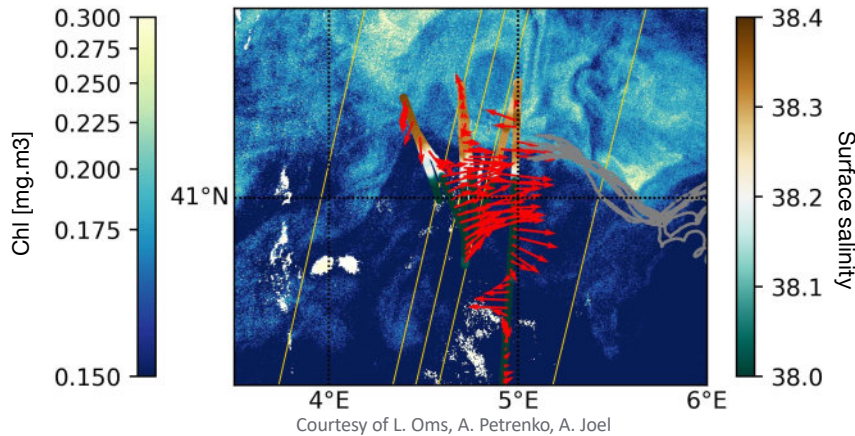 0.300
0.275
0.250
0.225
0.200
0.175
0.150
Chl [mg.m3]
41°N
4°E
5°E
6°E
38.4
38.3
38.2
38.1
38.0
Surface salinity
Courtesy of L. Oms, A. Petrenko, A. Joel